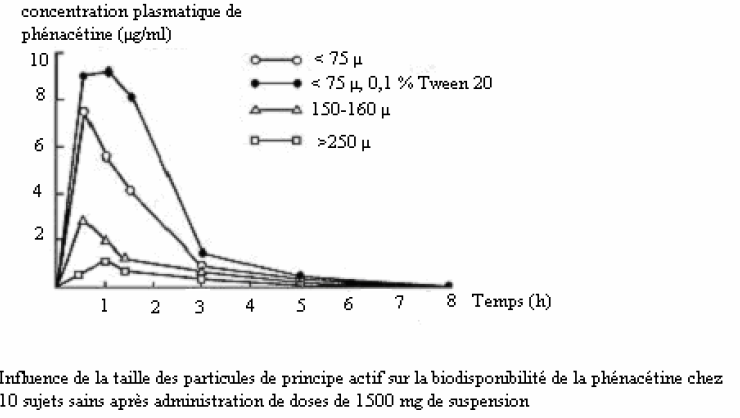 concentration plasmatique de
phénacétine (µg/ml)
10
8
6
4
2
< 75 µ
< 75 µ, 0,1 % Tween 20
150-160 µ
>250 µ
1 2 3 4 5 6 7 8 Temps (h)
Influence de la taille des particules de principe actif sur la biodisponibilité de la phénacétine chez
10 sujets sains après administration de doses de 1500 mg de suspension